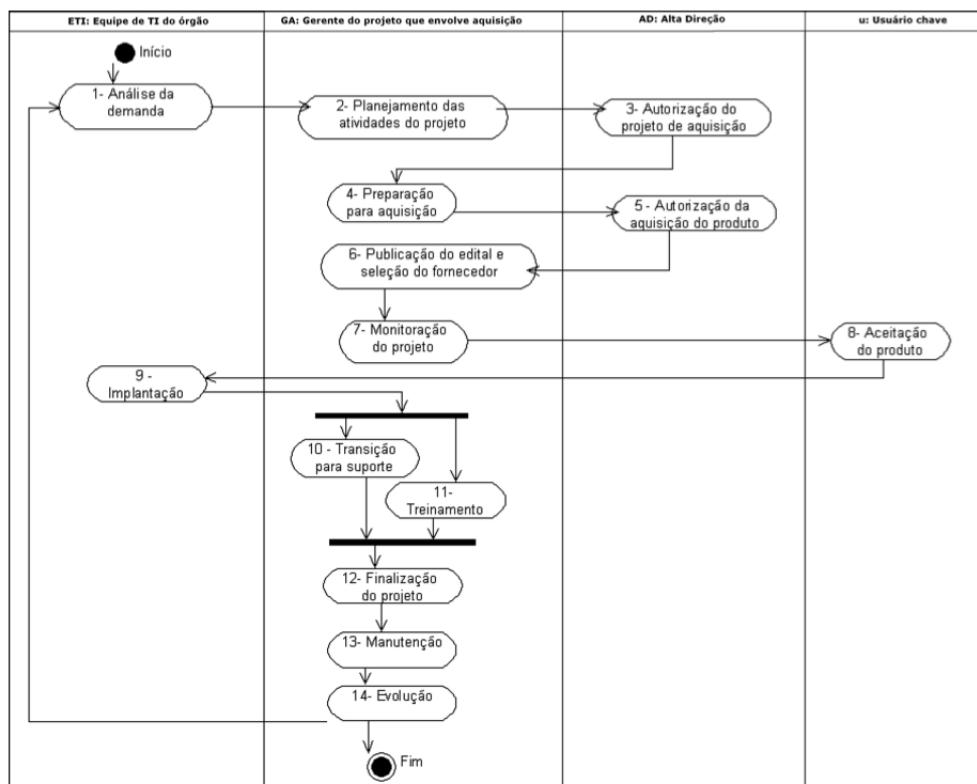 ETI: Equipe de TI do órgão
GA: Gerente do projeto que envolve aquisição
AD: Alta Direção
u: Usuário chave
Início
1- Análise da
demanda
2- Planejamento das
atividades do projeto
3- Autorização do
projeto de aquisição
4- Preparação
para aquisição
5 - Autorização da
aquisição do produto
6- Publicação do edital e
seleção do fornecedor
7- Monitoração
do projeto
8- Aceitação
do produto
9 -
Implantação
10 - Transição
para suporte
11-
Treinamento
12- Finalização
do projeto
13- Manutenção
14- Evolução
Fim